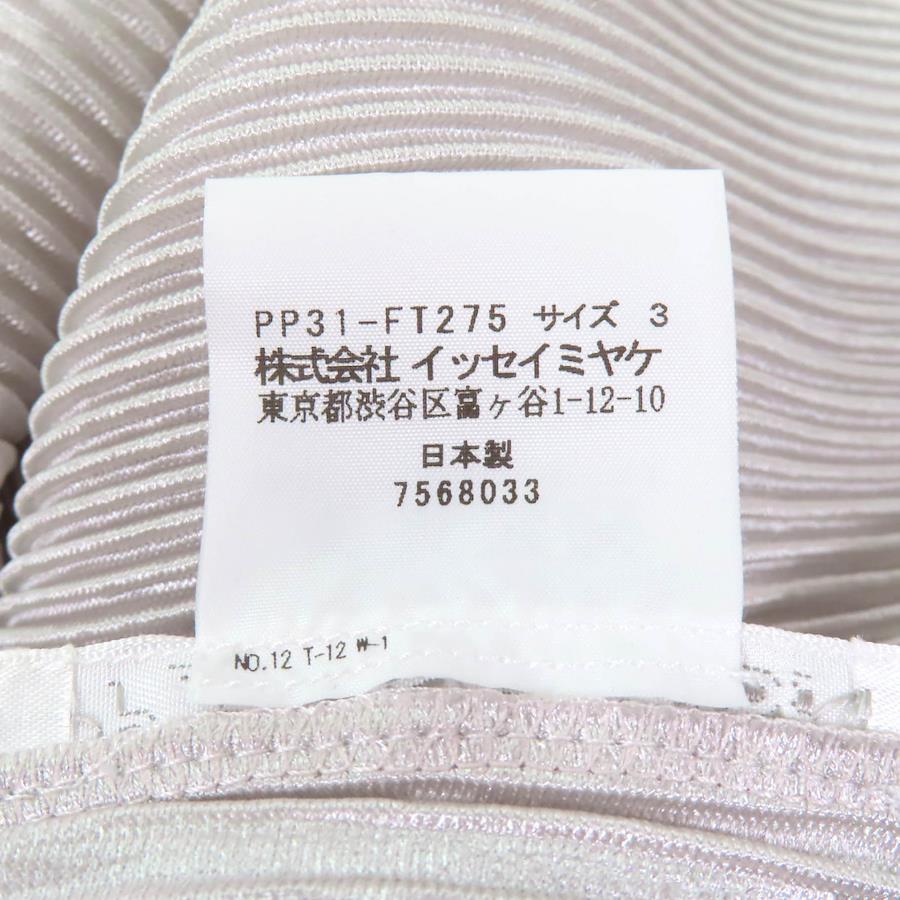 PP31-FT275 サイズ 3
株式会社 イッセイミヤケ
東京都渋谷区富ヶ谷1-12-10
日本製
7568033
NO.12 T-12 W-1